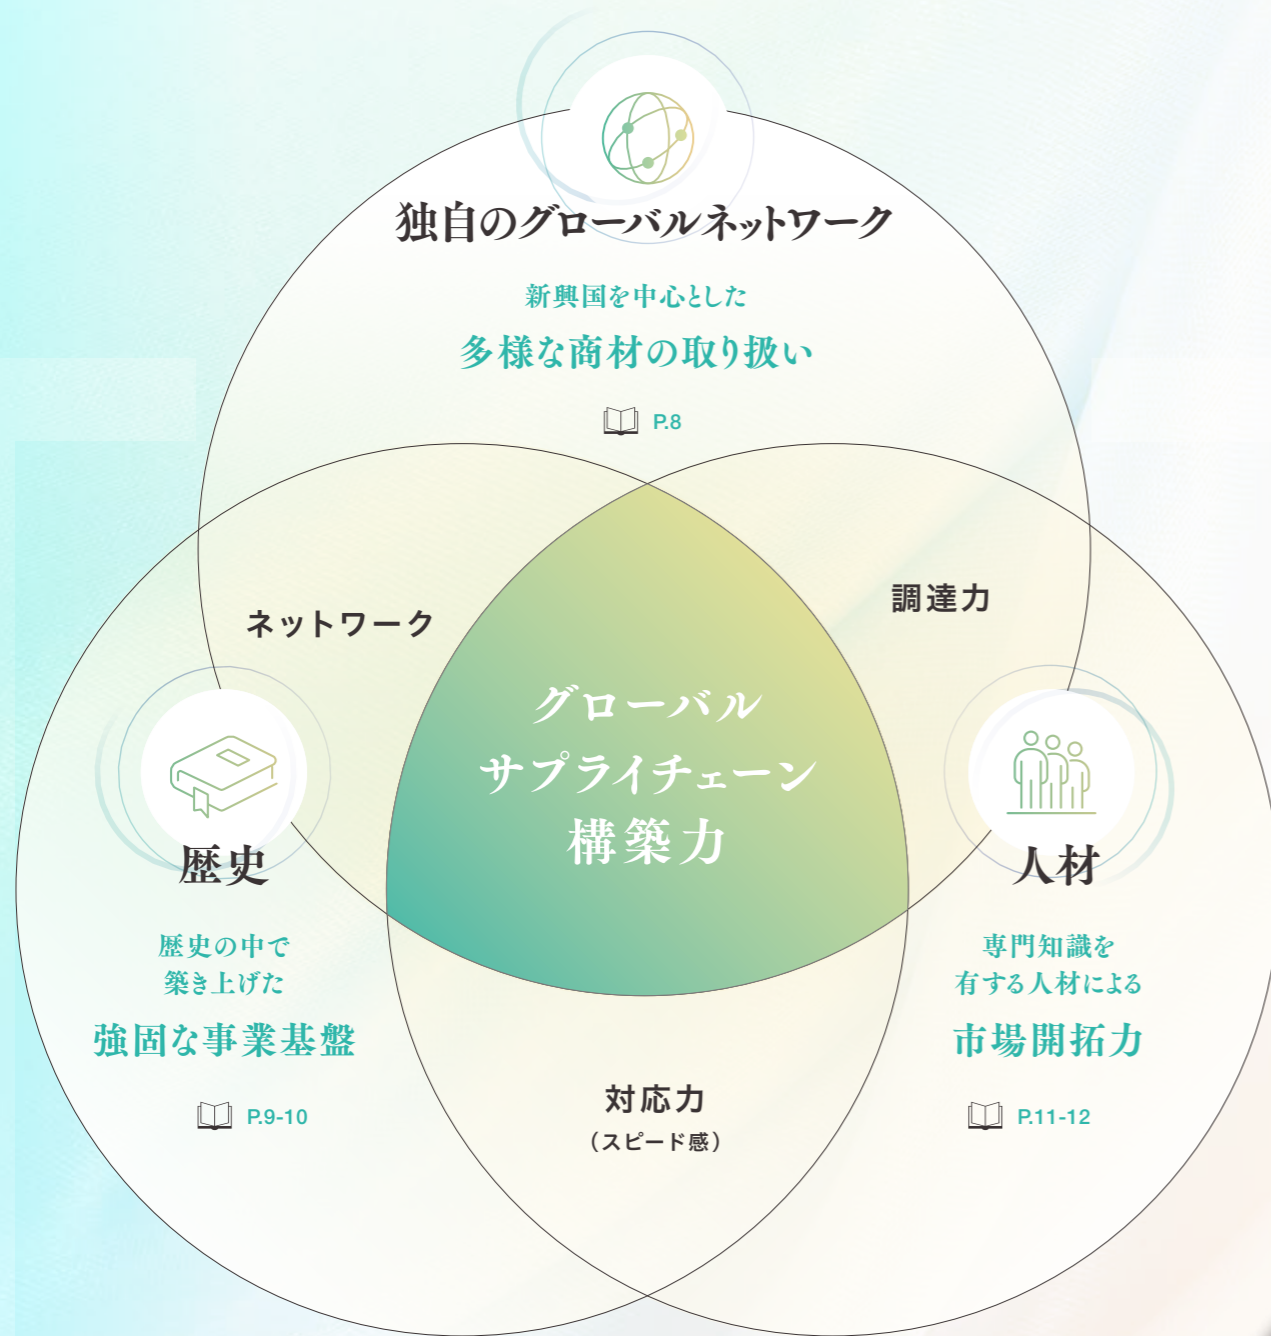 独自のグローバルネットワーク
新興国を中心とした
多様な商材の取り扱い
P.8
ネットワーク
調達力
グローバル
サプライチェーン
構築力
歴史
歴史の中で
築き上げた
強固な事業基盤
P.9-10
人材
専門知識を
有する人材による
市場開拓力
P.11-12
対応力
（スピード感）